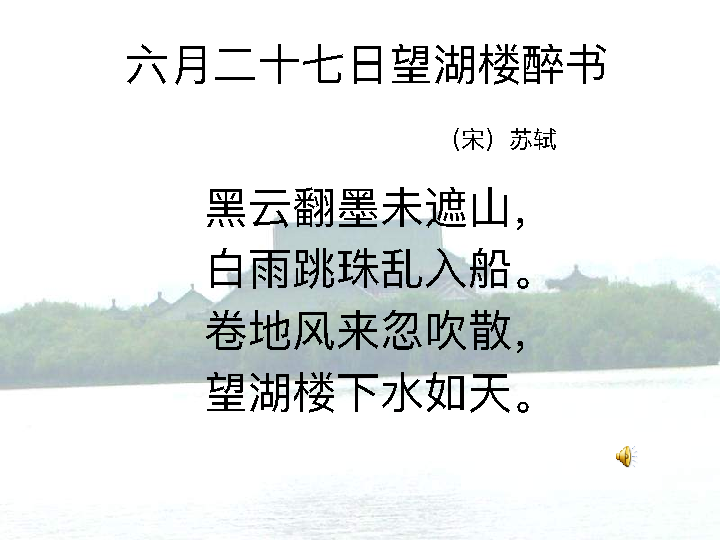 六月二十七日望湖楼醉书
（宋）苏轼
黑云翻墨未遮山，
白雨跳珠乱入船。
卷地风来忽吹散，
望湖楼下水如天。